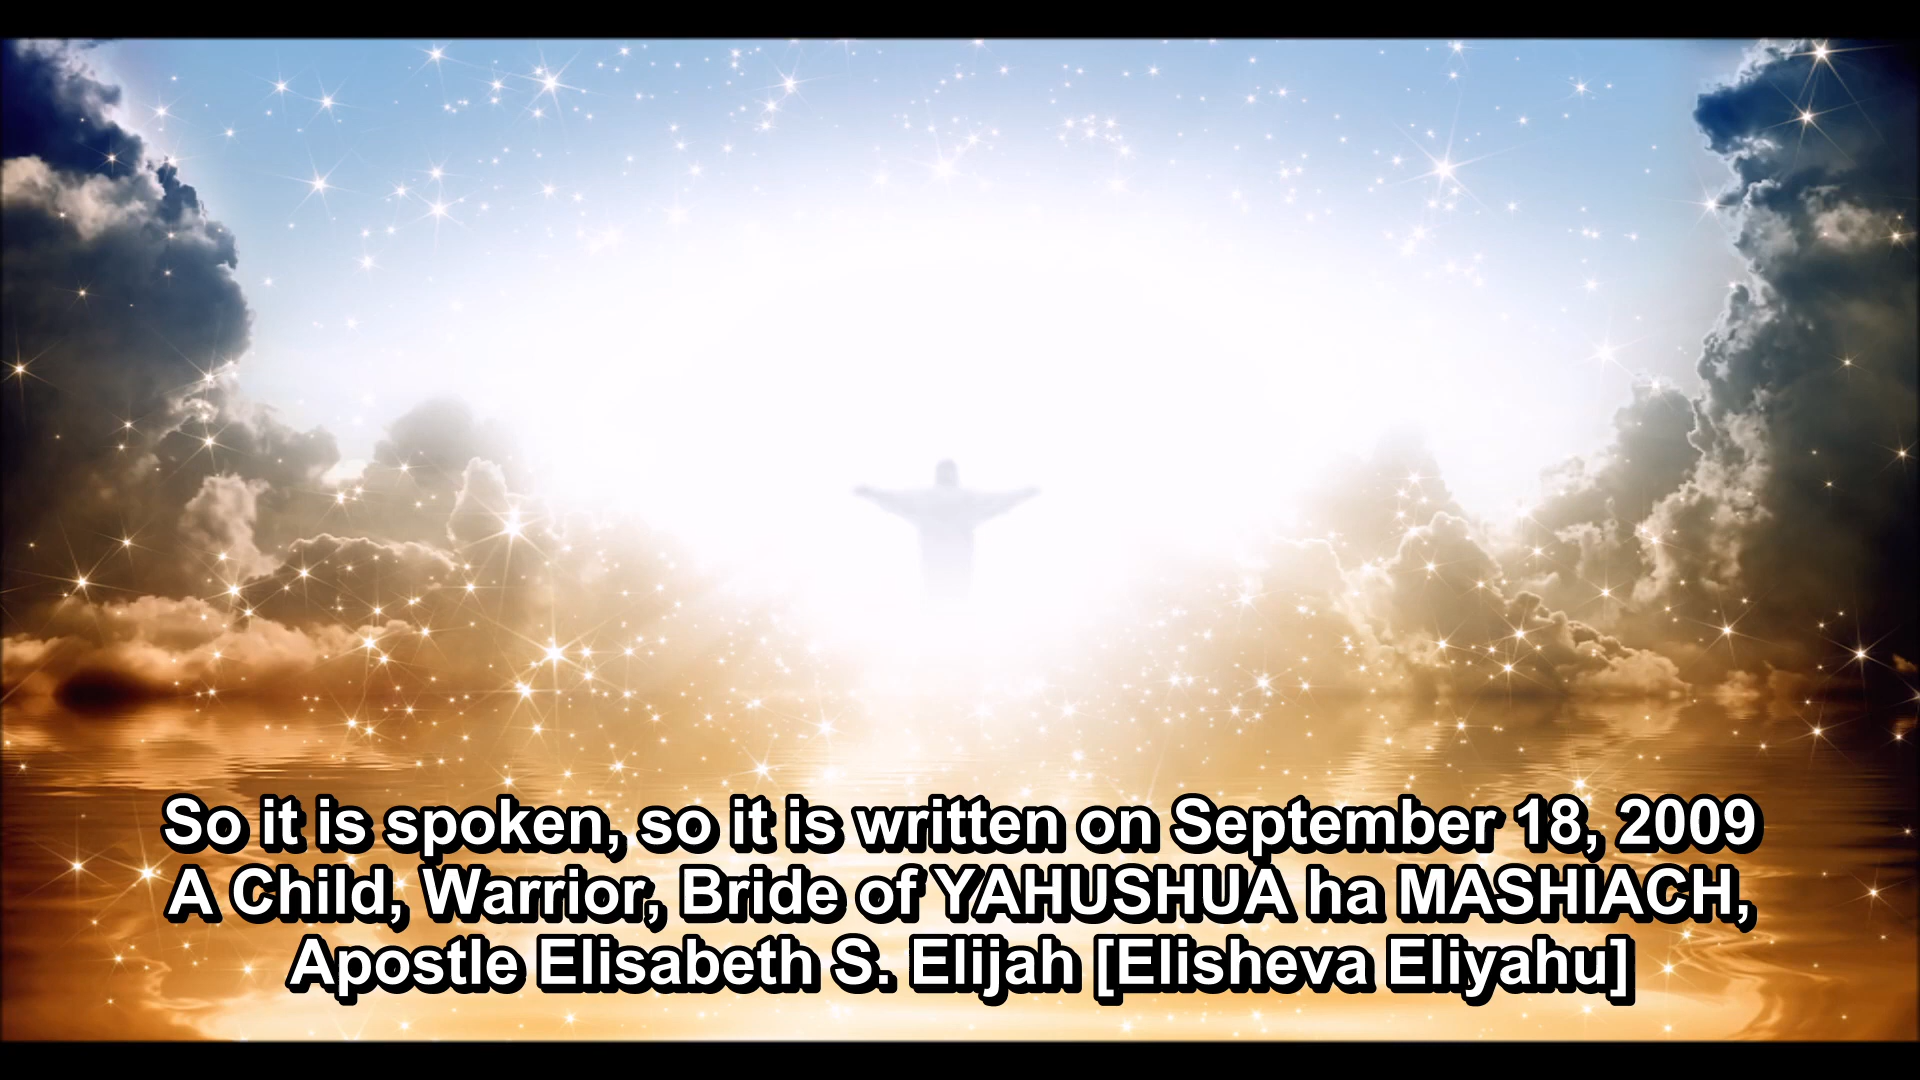 So it is spoken, so it is written on September 18, 2009
A Child, Warrior, Bride of YAHUSHUA ha MASHIACH,
Apostle Elisabeth S. Elijah [Elisheva Eliyahu]